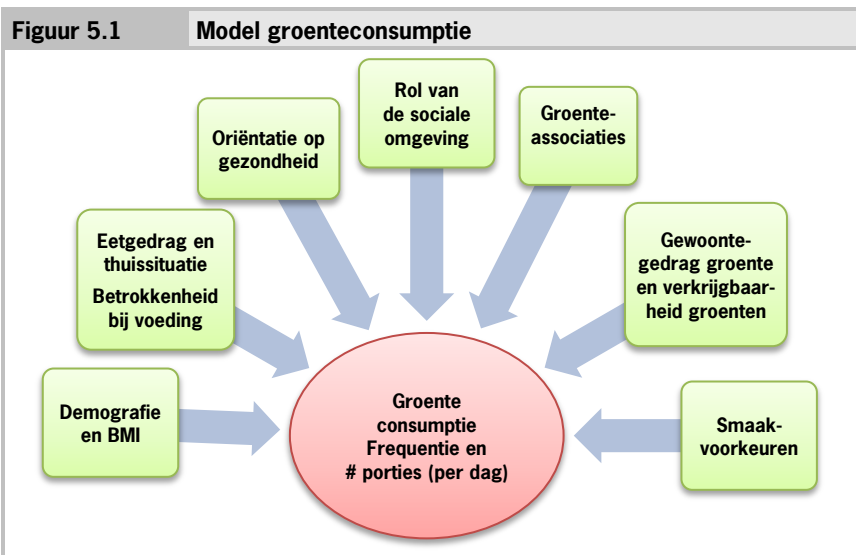 Figuur 5.1 Model groenteconsumptie
Rol van
de sociale
omgeving
Groente-
associaties
Oriëntatie op
gezondheid
Eetgedrag en
thuissituatie
Betrokkenheid
bij voeding
Gewoonte-
gedrag groente
en verkrijgbaar-
heid groenten
Demografie
en BMI
Groente
consumptie
Frequentie en
# porties (per dag)
Smaak-
voorkeuren